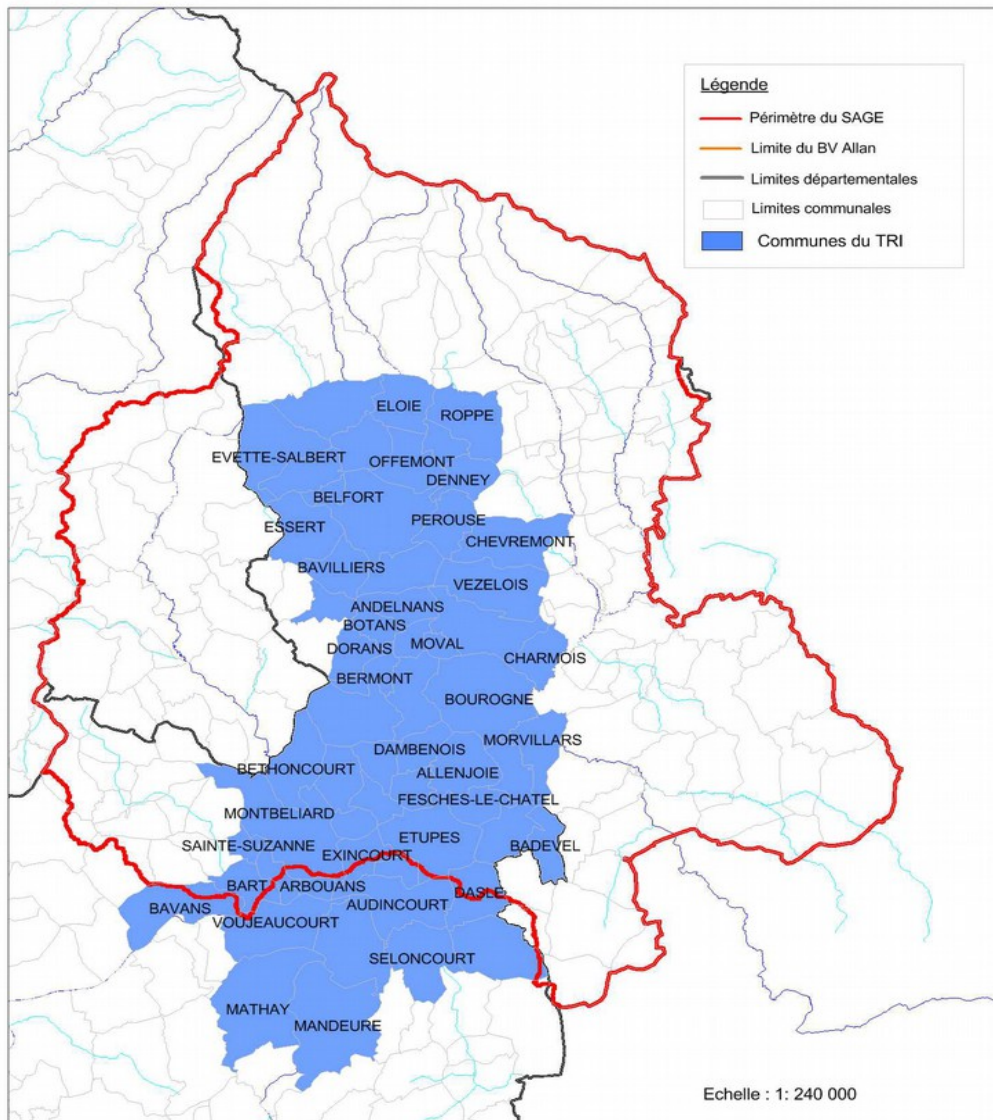 Légende
Périmètre du SAGE
Limite du BV Allan
Limites départementales
Limites communales
Communes du TRI
ELOIE
ROPPE
EVETTE-SALBERT
OFFEMONT
DENNEY
BELFORT
PEROUSE
ESSERT
CHEVREMONT
BAVILLIERS
VEZELOIS
ANDELNANS
BOTANS
MOVAL
DORANS
CHARMOIS
BERMONT
BOUROGNE
MORVILLARS
DAMBENOIS
BETHONCOURT
ALLENJOIE
FESCHES-LE-CHATEL
MONTBELIARD
ETUPES
SAINTE-SUZANNE
BADEVEL
EXINCOURT
BART
ARBOUANS
DASLE
AUDINCOURT
BAVANS
VOUJEAUCOURT
SELONCOURT
MATHAY
MANDEURE
Echelle : 1: 240 000